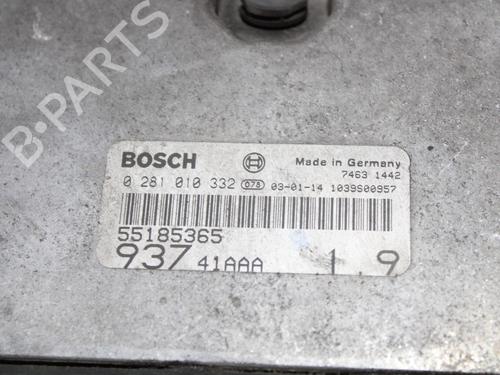 B-PARTS
BOSCH
Made in Germany
7463 1442
0 281 010 332 078 03-01-14 1039S00957
55185365
937 41AAA 1.9